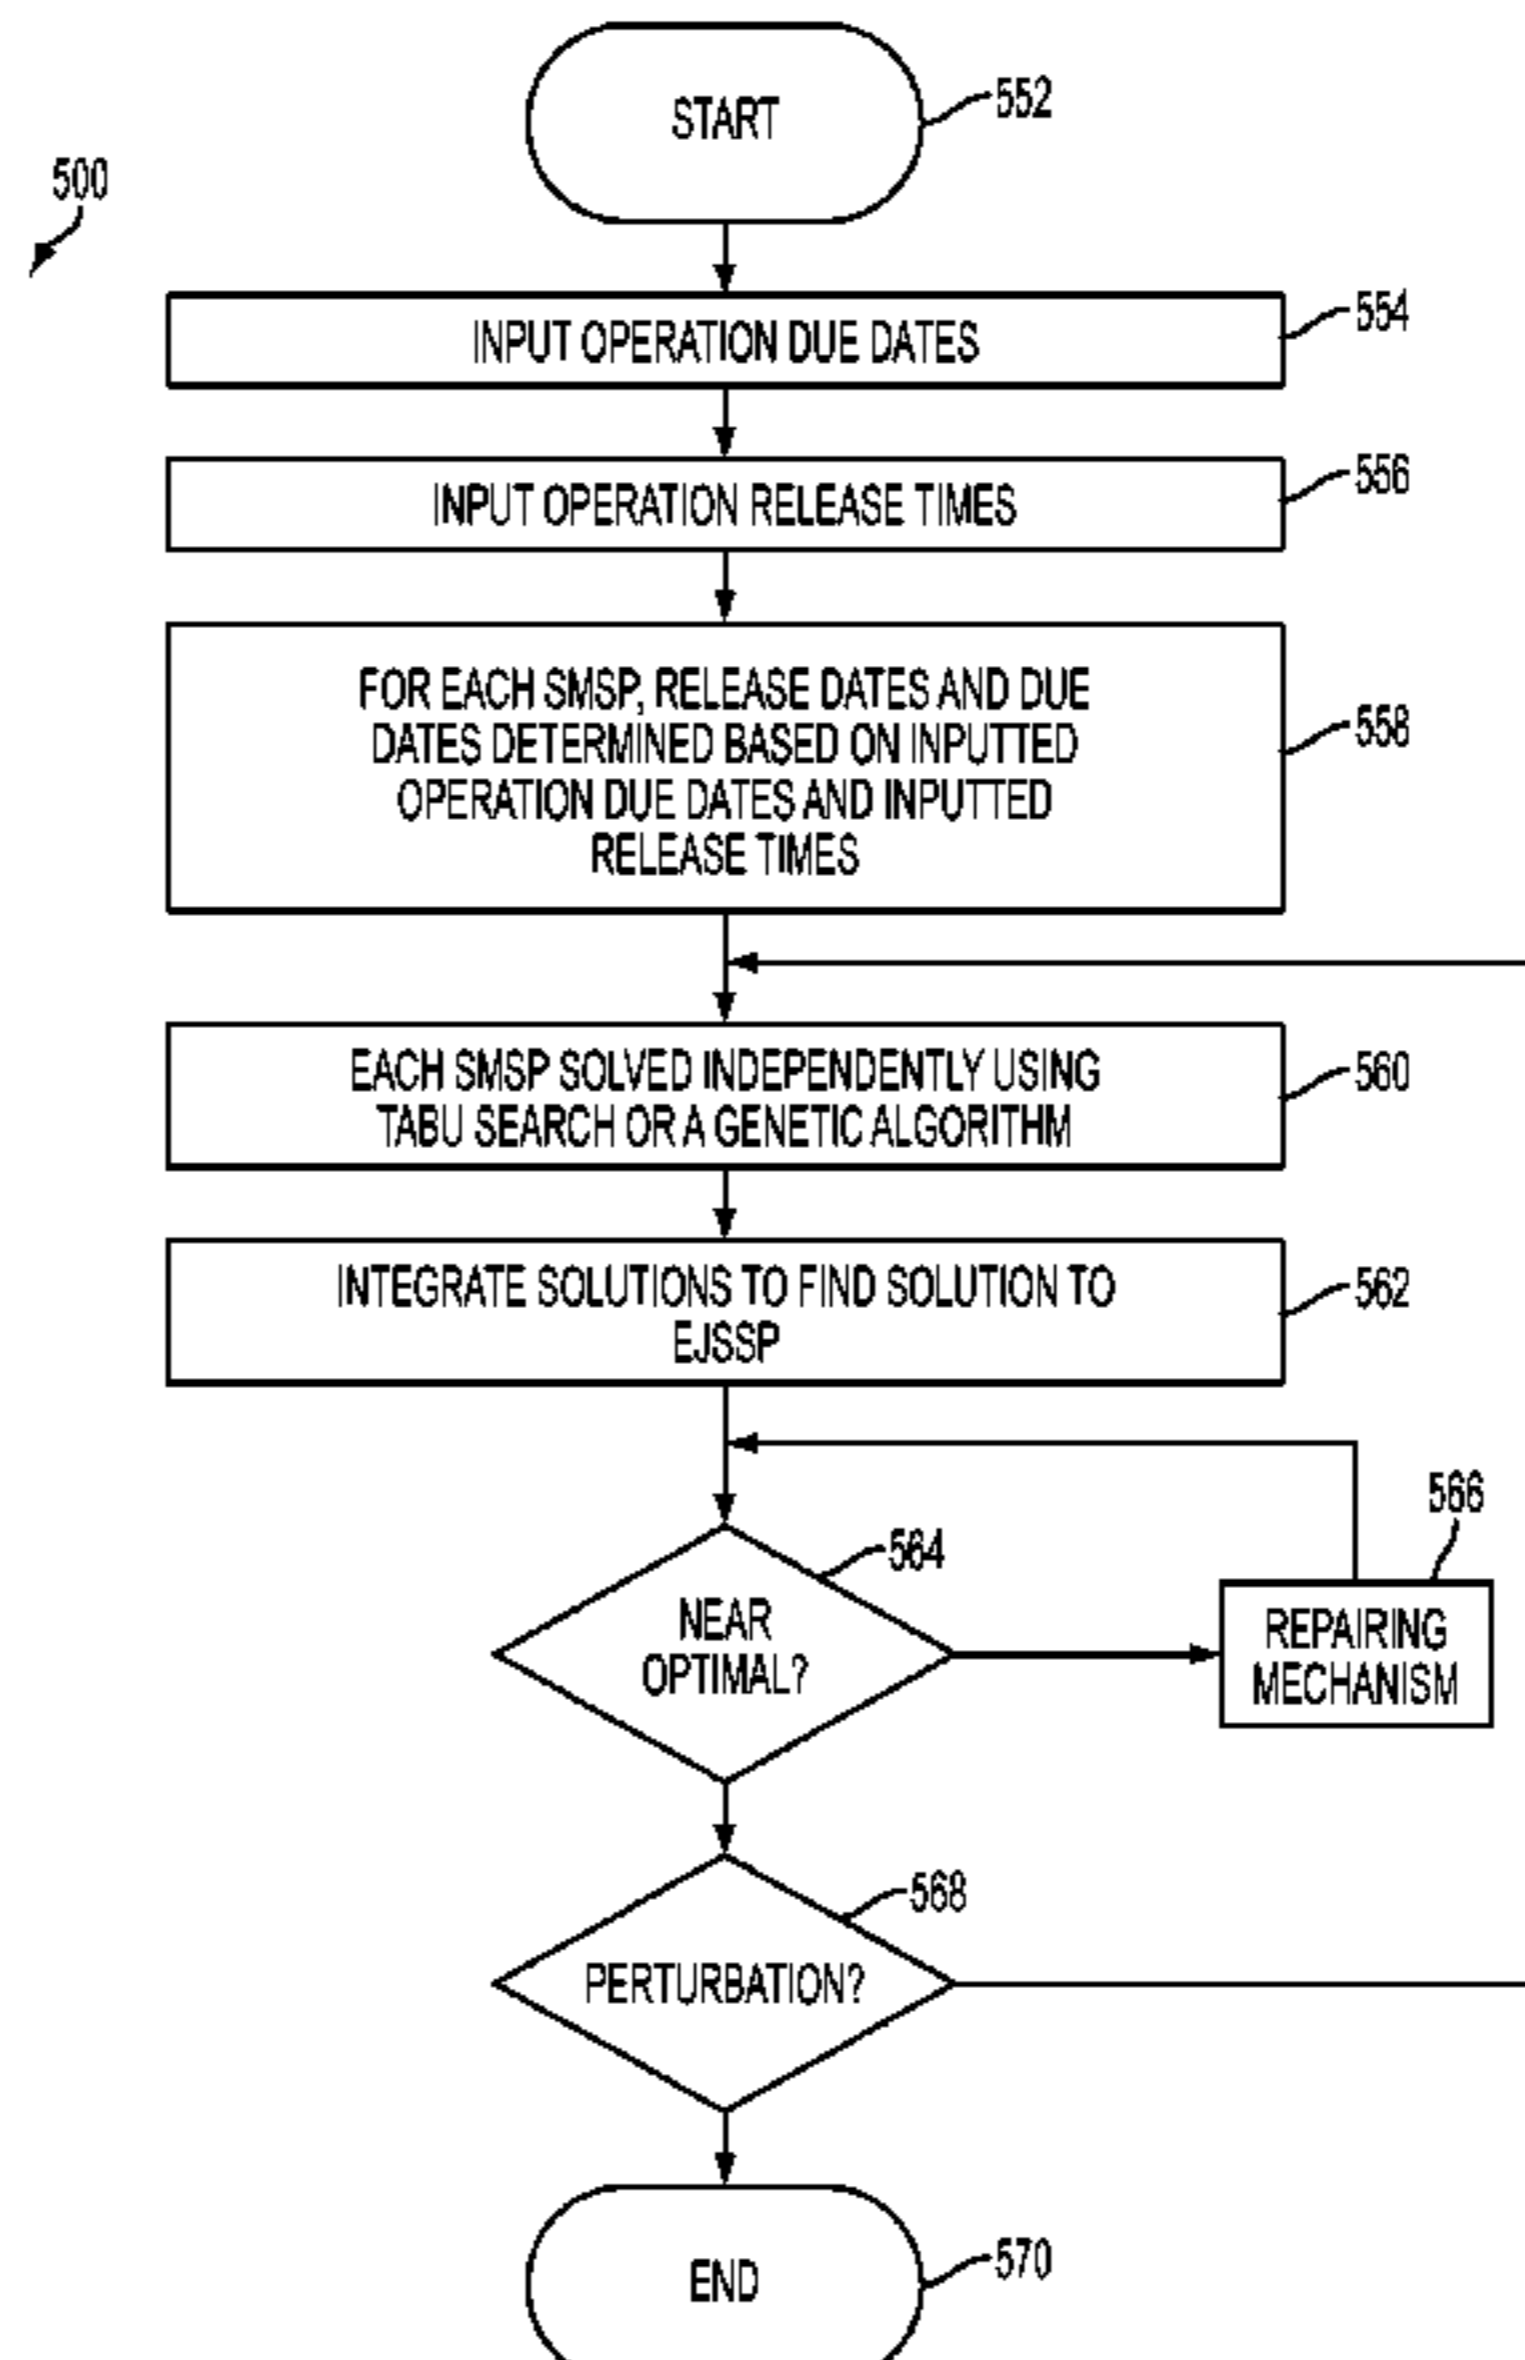 START
552
500
INPUT OPERATION DUE DATES
554
INPUT OPERATION RELEASE TIMES
556
FOR EACH SMSP, RELEASE DATES AND DUE
DATES DETERMINED BASED ON INPUTTED
OPERATION DUE DATES AND INPUTTED
RELEASE TIMES
558
EACH SMSP SOLVED INDEPENDENTLY USING
TABU SEARCH OR A GENETIC ALGORITHM
560
INTEGRATE SOLUTIONS TO FIND SOLUTION TO
EJSSP
562
NEAR
OPTIMAL?
564
REPAIRING
MECHANISM
566
PERTURBATION?
568
END
570